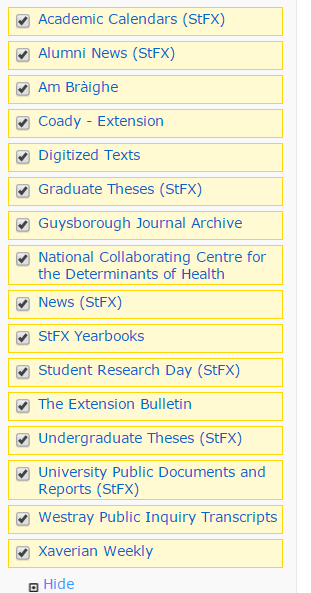 Academic Calendars (StFX)
Alumni News (StFX)
Am Bràighe
Coady - Extension
Digitized Texts
Graduate Theses (StFX)
Guysborough Journal Archive
National Collaborating Centre for
the Determinants of Health
News (StFX)
StFX Yearbooks
Student Research Day (StFX)
The Extension Bulletin
Undergraduate Theses (StFX)
University Public Documents and
Reports (StFX)
Westray Public Inquiry Transcripts
Xaverian Weekly
Hide